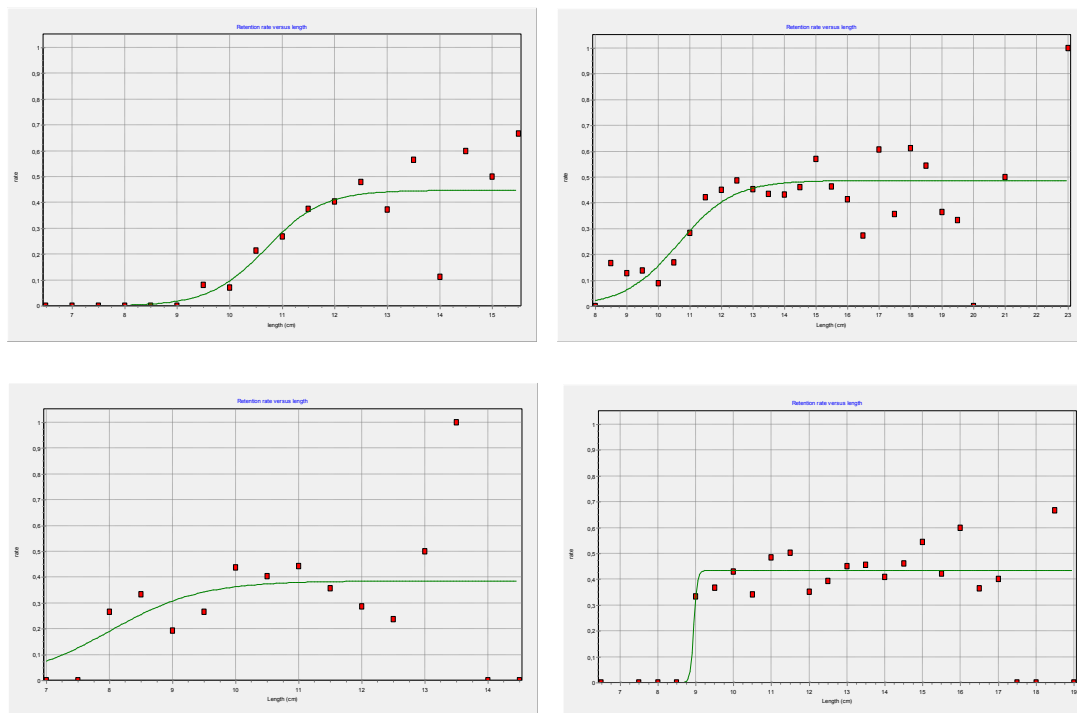 Retention rate versus length
1
0,9
0,8
0,7
0,6
0,5
0,4
0,3
0,2
0,1
0
rate
7 8 9 10 11 12 13 14 15
length (cm)
Retention rate versus length
1
0,9
0,8
0,7
0,6
0,5
0,4
0,3
0,2
0,1
0
rate
8 9 10 11 12 13 14 15 16 17 18 19 20 21 22 23
Length (cm)
Retention rate versus length
1
0,9
0,8
0,7
0,6
0,5
0,4
0,3
0,2
0,1
0
rate
7 8 9 10 11 12 13 14
Length (cm)
Retention rate versus length
1
0,9
0,8
0,7
0,6
0,5
0,4
0,3
0,2
0,1
0
rate
7 8 9 10 11 12 13 14 15 16 17 18 19
Length (cm)